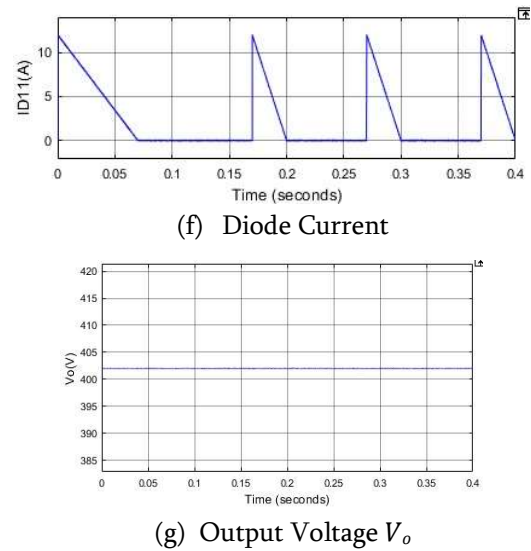 10
5
0
ID11(A)
0 0.05 0.1 0.15 0.2 0.25 0.3 0.35 0.4
Time (seconds)
(f) Diode Current
420
415
410
405
400
395
390
385
Vo(V)
0 0.05 0.1 0.15 0.2 0.25 0.3 0.35 0.4
Time (seconds)
(g) Output Voltage Vₒ